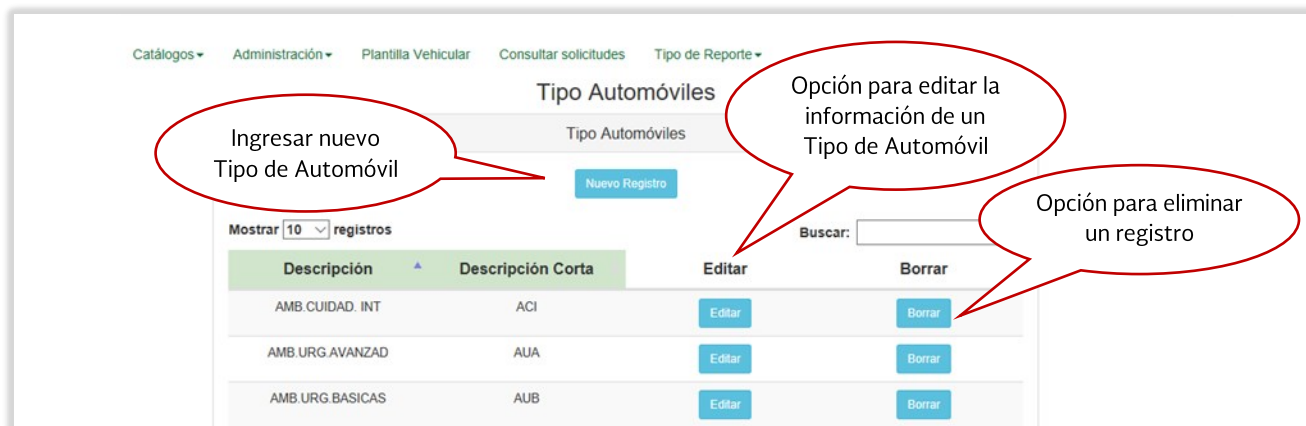 Catálogos Administración Plantilla Vehicular Consultar solicitudes Tipo de Reporte
Tipo Automóviles
Opción para editar la
información de un
Tipo de Automóvil
Ingresar nuevo
Tipo de Automóvil
Tipo Automóviles
Nuevo Registro
Opción para eliminar
un registro
Mostrar 10 registros Buscar:
Descripción Descripción Corta Editar Borrar
AMB.CUIDAD. INT ACI Editar Borrar
AMB.URG.AVANZAD AUA Editar Borrar
AMB.URG.BASICAS AUB Editar Borrar